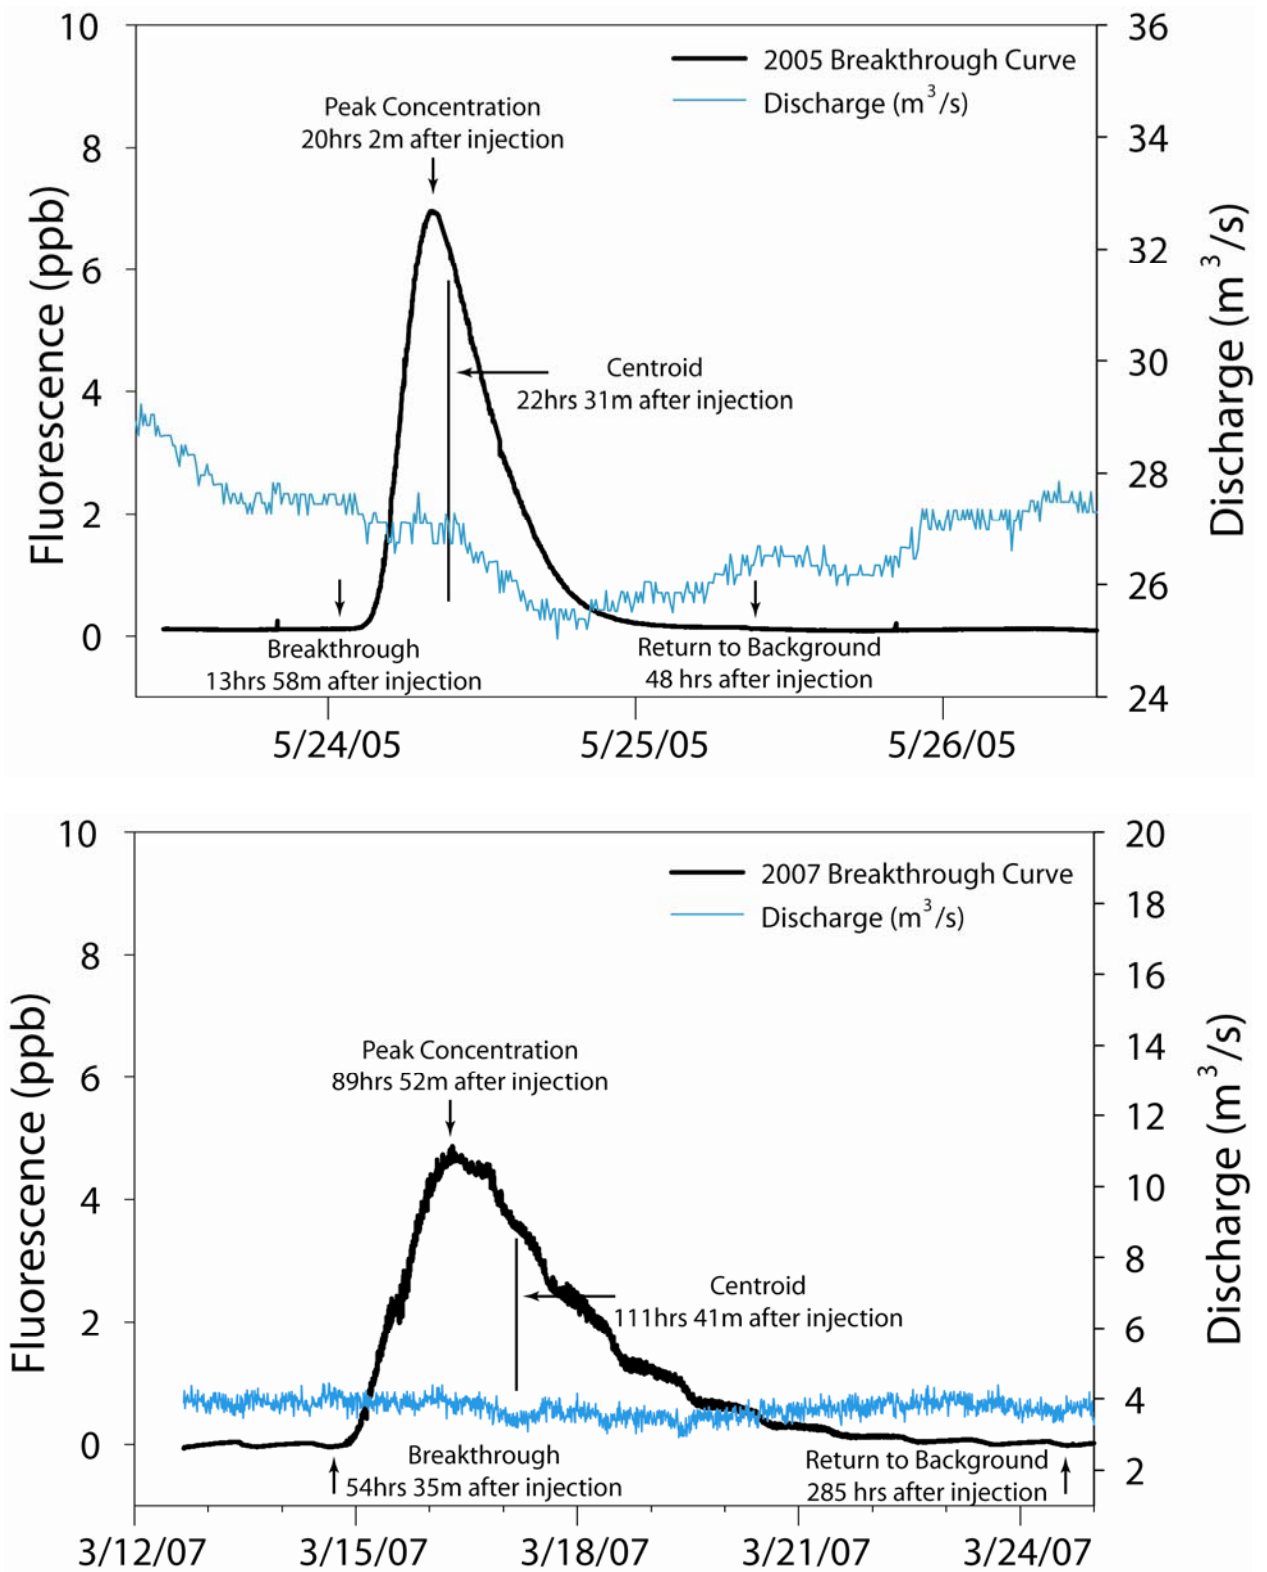 10
8
6
4
2
0
Fluorescence (ppb)
2005 Breakthrough Curve
Discharge (m³/s)
Peak Concentration
20hrs 2m after injection
Centroid
22hrs 31m after injection
Breakthrough
13hrs 58m after injection
Return to Background
48 hrs after injection
36
34
32
30
28
26
24
Discharge (m³/s)
5/24/05
5/25/05
5/26/05
10
8
6
4
2
0
Fluorescence (ppb)
2007 Breakthrough Curve
Discharge (m³/s)
Peak Concentration
89hrs 52m after injection
Centroid
111hrs 41m after injection
Breakthrough
54hrs 35m after injection
Return to Background
285 hrs after injection
20
18
16
14
12
10
8
6
4
2
Discharge (m³/s)
3/12/07
3/15/07
3/18/07
3/21/07
3/24/07